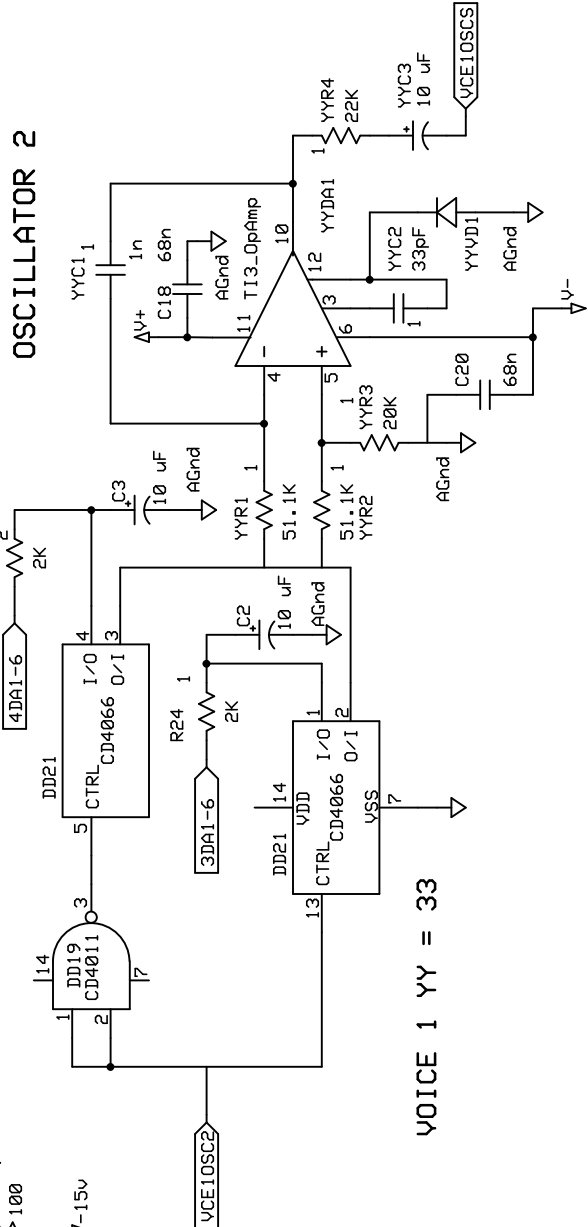 OSCILLATOR 2
YYC1
1
1n
V+
C18
68n
AGnd
TI3_OpAmp
11
4
5
10
12
3
6
YYDA1
1
YYR4
22K
YYC3
+
10 uF
VCE1OSCS
YYC2
33pF
1
YYVD1
AGnd
V-
C20
68n
1
YYR3
20K
AGnd
YYR1
1
51.1K
1
51.1K
YYR2
4DA1-6
2
2K
C3
+
10 uF
AGnd
DD21
CTRL
CD4066
I/O
O/I
5
4
3
R24
1
2K
3DA1-6
C2
+
10 uF
AGnd
DD21
14
VDD
CTRL
CD4066
I/O
O/I
VSS
7
13
1
2
14
DD19
CD4011
7
1
2
3
VCE1OSC2
VOICE 1 YY = 33
>100
-15v